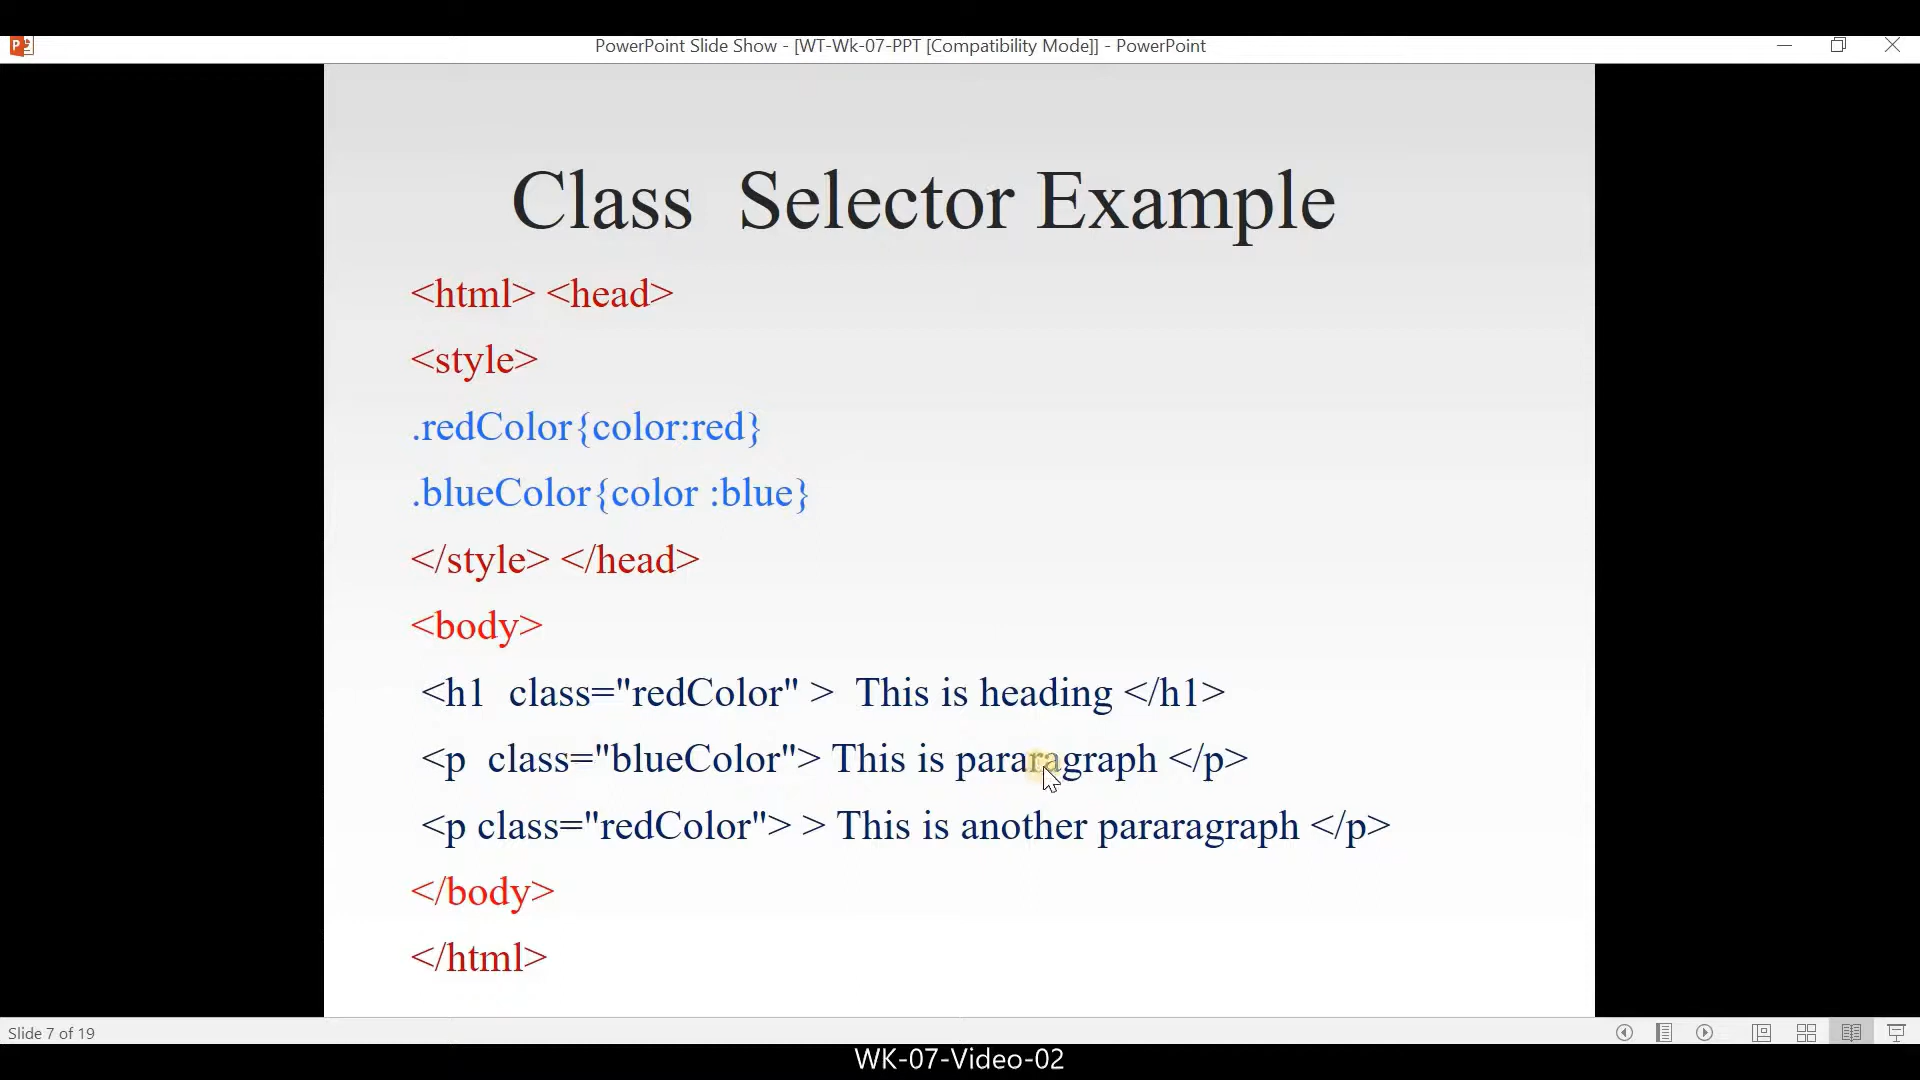 PowerPoint Slide Show - [WT-Wk-07-PPT [Compatibility Mode]] - PowerPoint
Class Selector Example
<html> <head>
<style>
.redColor{color:red}
.blueColor{color :blue}
</style> </head>
<body>
<h1 class="redColor" > This is heading </h1>
<p class="blueColor"> This is pararagraph </p>
<p class="redColor"> > This is another pararagraph </p>
</body>
</html>
Slide 7 of 19
WK-07-Video-02